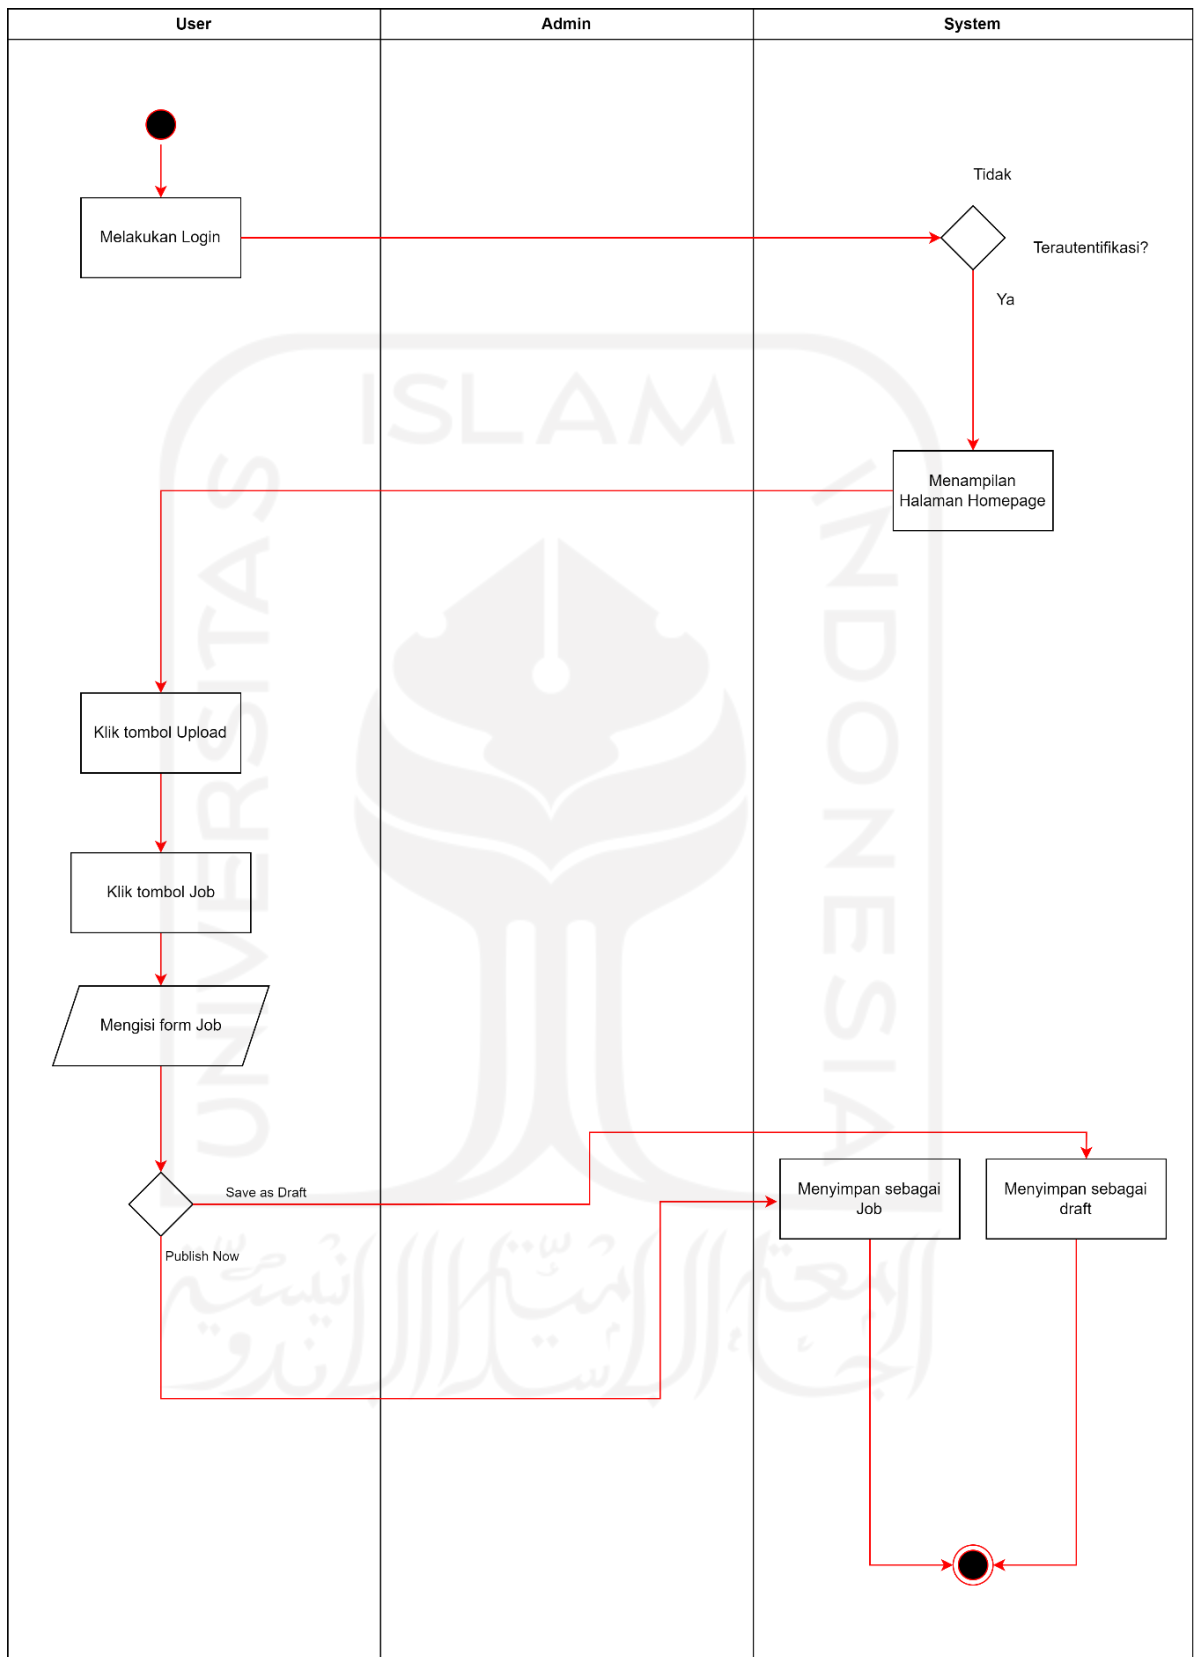 User
Admin
System
Tidak
Melakukan Login
Terautentifikasi?
Ya
ISLAM
UNIVERSITAS
INDONESIA
Menampilan
Halaman Homepage
Klik tombol Upload
Klik tombol Job
Mengisi form Job
Save as Draft
Menyimpan sebagai
Job
Menyimpan sebagai
draft
Publish Now